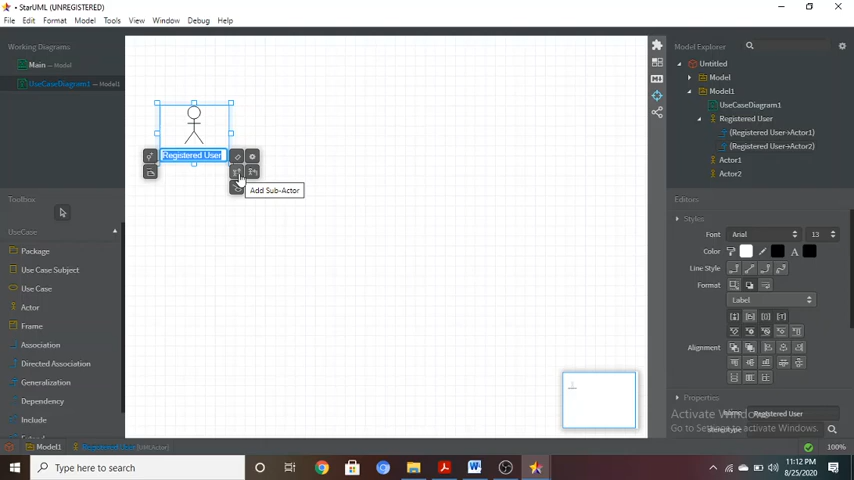 StarUML (UNREGISTERED)
File Edit Format Model Tools View Window Debug Help
Working Diagrams
Main — Model
UseCaseDiagram1 — Model1
Toolbox
UseCase
Package
Use Case Subject
Use Case
Actor
Frame
Association
Directed Association
Generalization
Dependency
Include
Registered User
Add Sub-Actor
Model Explorer
Search
Untitled
Model
Model1
UseCaseDiagram1
Registered User
(Registered User→Actor1)
(Registered User→Actor2)
Actor1
Actor2
Editors
Styles
Font Arial 13
Color A
Line Style
Format
Label
Alignment
Properties
name Registered User
stereotype
Activate Windows
Go to Settings to activate Windows.
Model1
100%
Type here to search
11:12 PM
8/25/2020